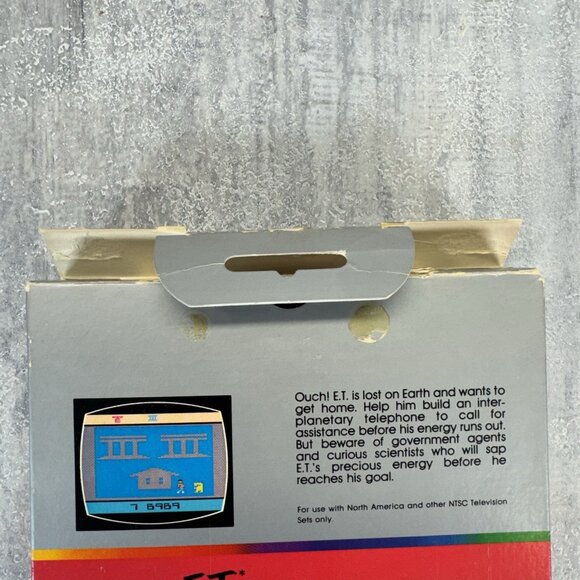 Ouch! E.T. is lost on Earth and wants to
get home. Help him build an inter-
planetary telephone to call for
assistance before his energy runs out.
But beware of government agents
and curious scientists who will sap
E.T.'s precious energy before he
reaches his goal.
For use with North America and other NTSC Television
Sets only.
7 8989
E.T.*